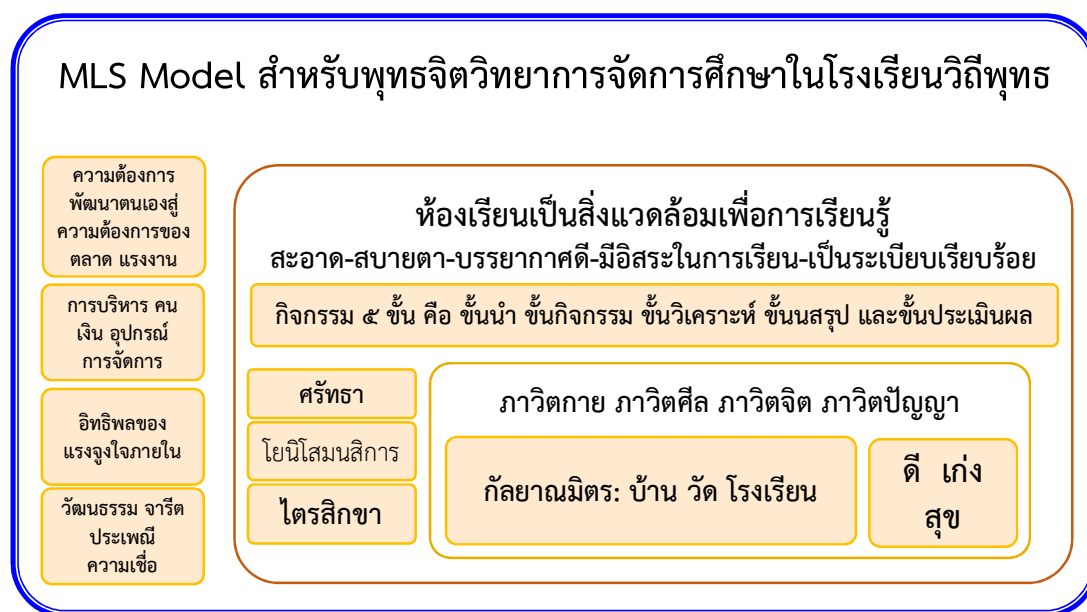 MLS Model สำหรับพุทธจิตวิทยาการจัดการศึกษาในโรงเรียนวิถีพุทธ
ความต้องการ
พัฒนาตนเองสู่
ความต้องการของ
ตลาด แรงงาน
การบริหาร คน
เงิน อุปกรณ์
การจัดการ
อิทธิพลของ
แรงจูงใจภายใน
วัฒนธรรม จารีต
ประเพณี
ความเชื่อ
ห้องเรียนเป็นสิ่งแวดล้อมเพื่อการเรียนรู้
สะอาด-สบายตา-บรรยากาศดี-มีอิสระในการเรียน-เป็นระเบียบเรียบร้อย
กิจกรรม ๕ ขั้น คือ ขั้นนำ ขั้นกิจกรรม ขั้นวิเคราะห์ ขั้นนสรุป และขั้นประเมินผล
ศรัทธา
โยนิโสมนสิการ
ไตรสิกขา
ภาวิตกาย ภาวิตศีล ภาวิตจิต ภาวิตปัญญา
กัลยาณมิตร: บ้าน วัด โรงเรียน
ดี เก่ง
สุข